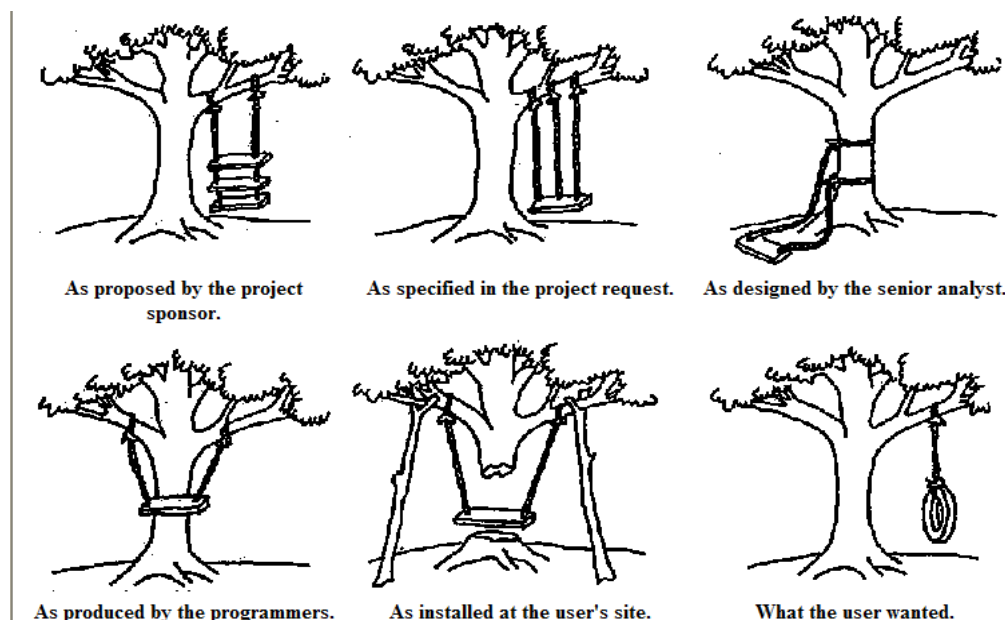 As proposed by the project
sponsor.
As specified in the project request.
As designed by the senior analyst.
As produced by the programmers.
As installed at the user's site.
What the user wanted.